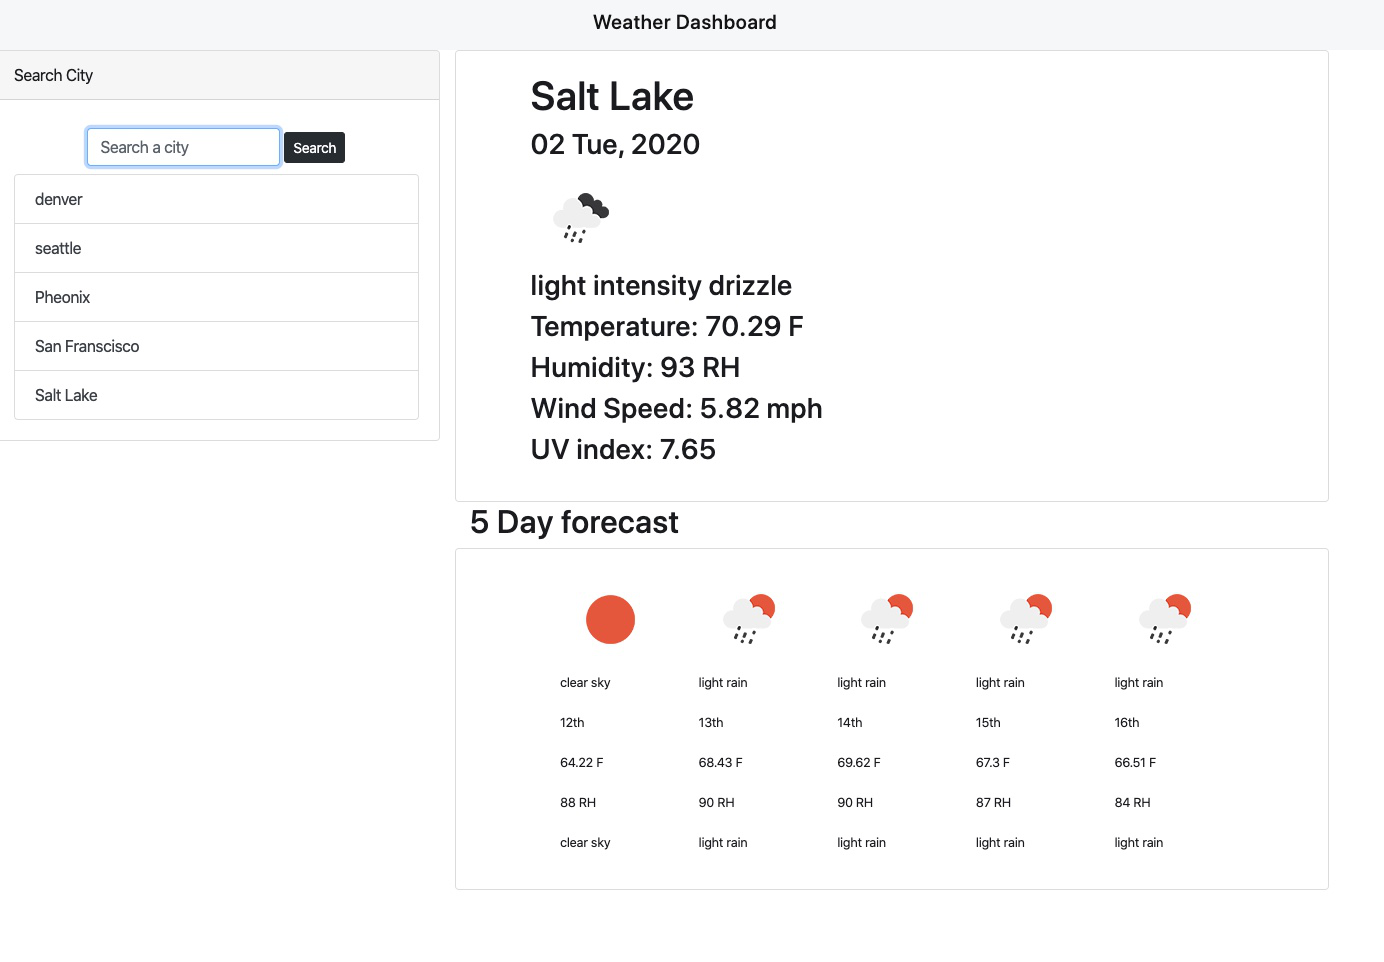 Weather Dashboard
Search City
Search a city Search
denver
seattle
Pheonix
San Franscisco
Salt Lake
Salt Lake
02 Tue, 2020
light intensity drizzle
Temperature: 70.29 F
Humidity: 93 RH
Wind Speed: 5.82 mph
UV index: 7.65
5 Day forecast
clear sky light rain light rain light rain light rain
12th 13th 14th 15th 16th
64.22 F 68.43 F 69.62 F 67.3 F 66.51 F
88 RH 90 RH 90 RH 87 RH 84 RH
clear sky light rain light rain light rain light rain